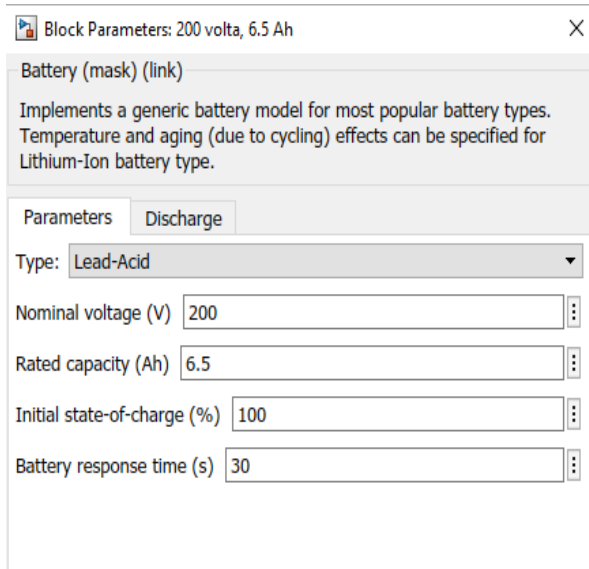 Block Parameters: 200 volta, 6.5 Ah
Battery (mask) (link)
Implements a generic battery model for most popular battery types.
Temperature and aging (due to cycling) effects can be specified for
Lithium-Ion battery type.
Parameters Discharge
Type: Lead-Acid
Nominal voltage (V) 200
Rated capacity (Ah) 6.5
Initial state-of-charge (%) 100
Battery response time (s) 30